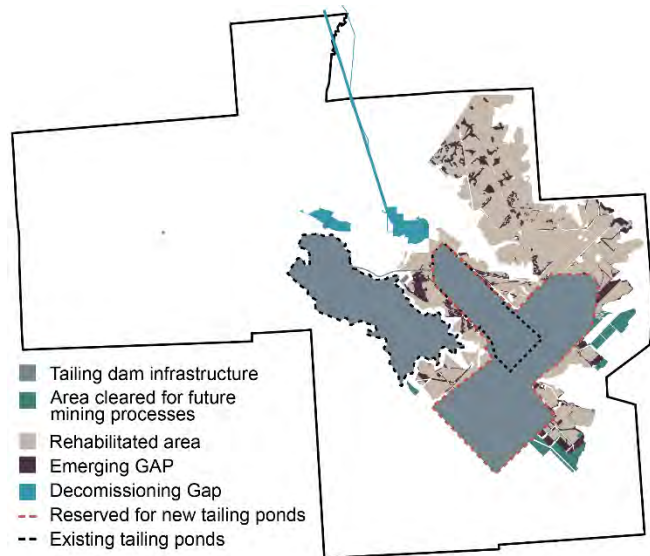 Tailing dam infrastructure
Area cleared for future
mining processes
Rehabilitated area
Emerging GAP
Decomissioning Gap
Reserved for new tailing ponds
Existing tailing ponds